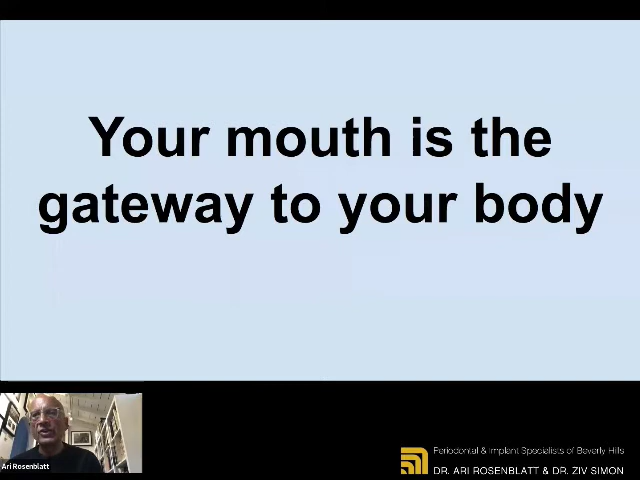 Your mouth is the
gateway to your body
Ari Rosenblatt
Periodontal & Implant Specialists of Beverly Hills
DR. ARI ROSENBLATT & DR. ZIV SIMON